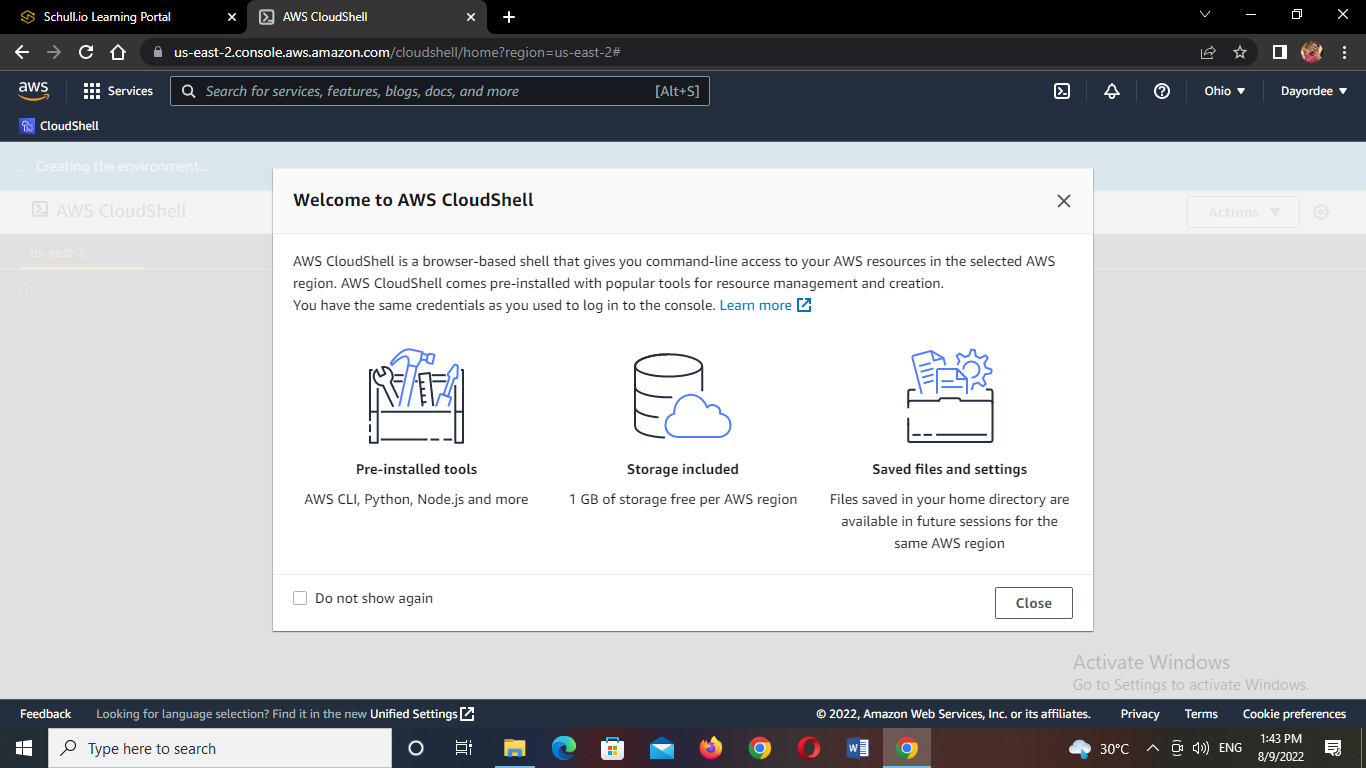 Schull.io Learning Portal
AWS CloudShell
us-east-2.console.aws.amazon.com/cloudshell/home?region=us-east-2#
aws
Services
Search for services, features, blogs, docs, and more
[Alt+S]
Ohio
Dayordee
CloudShell
Creating the environment...
AWS CloudShell
Actions
us-east-2
Welcome to AWS CloudShell
AWS CloudShell is a browser-based shell that gives you command-line access to your AWS resources in the selected AWS
region. AWS CloudShell comes pre-installed with popular tools for resource management and creation.
You have the same credentials as you used to log in to the console. Learn more
Pre-installed tools
AWS CLI, Python, Node.js and more
Storage included
1 GB of storage free per AWS region
Saved files and settings
Files saved in your home directory are
available in future sessions for the
same AWS region
Do not show again
Close
Activate Windows
Go to Settings to activate Windows.
Feedback
Looking for language selection? Find it in the new Unified Settings
© 2022, Amazon Web Services, Inc. or its affiliates.
Privacy
Terms
Cookie preferences
Type here to search
30°C
ENG
1:43 PM
8/9/2022